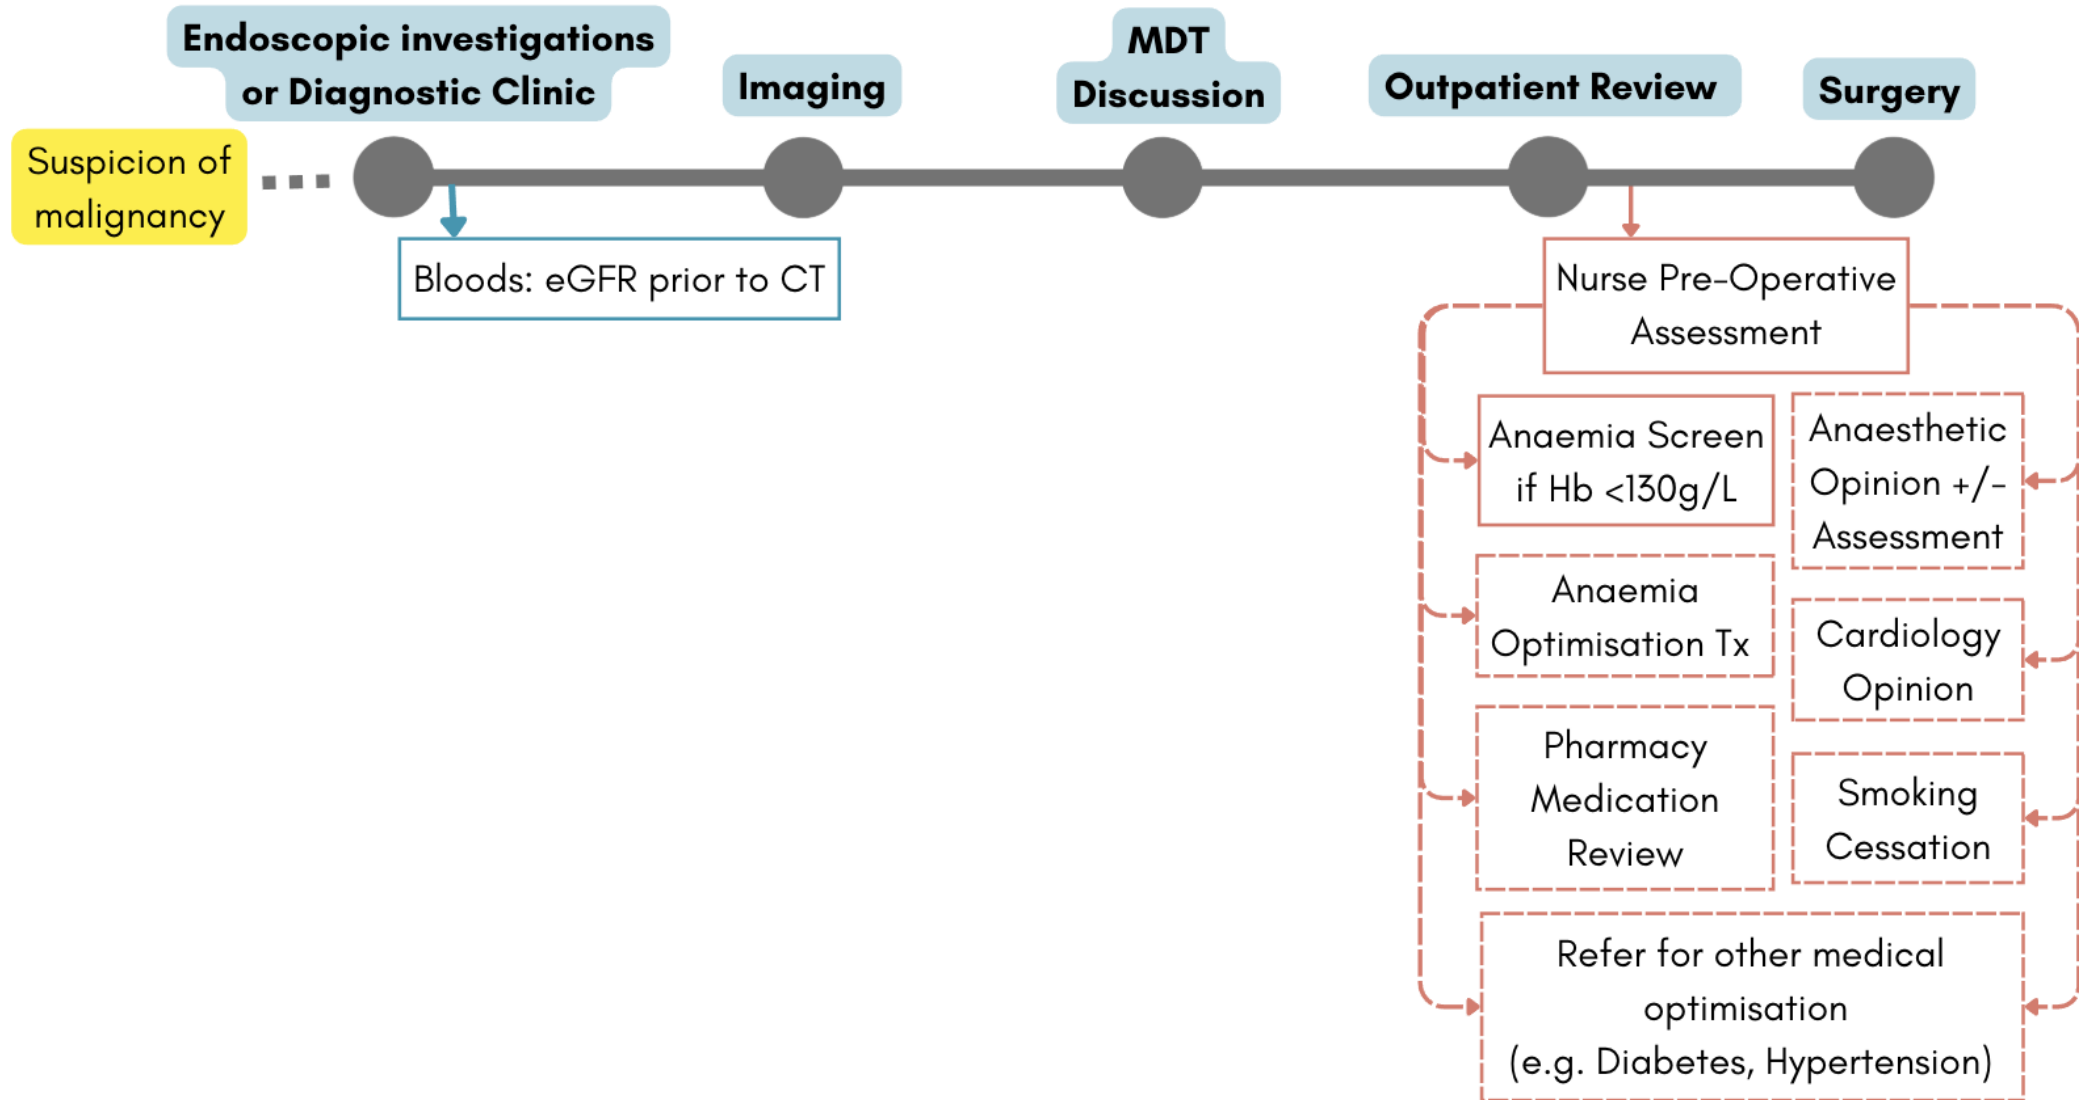 Endoscopic investigations
or Diagnostic Clinic
Imaging
MDT
Discussion
Outpatient Review
Surgery
Suspicion of
malignancy
Bloods: eGFR prior to CT
Nurse Pre-Operative
Assessment
Anaemia Screen
if Hb <130g/L
Anaesthetic
Opinion +/-
Assessment
Anaemia
Optimisation Tx
Cardiology
Opinion
Pharmacy
Medication
Review
Smoking
Cessation
Refer for other medical
optimisation
(e.g. Diabetes, Hypertension)